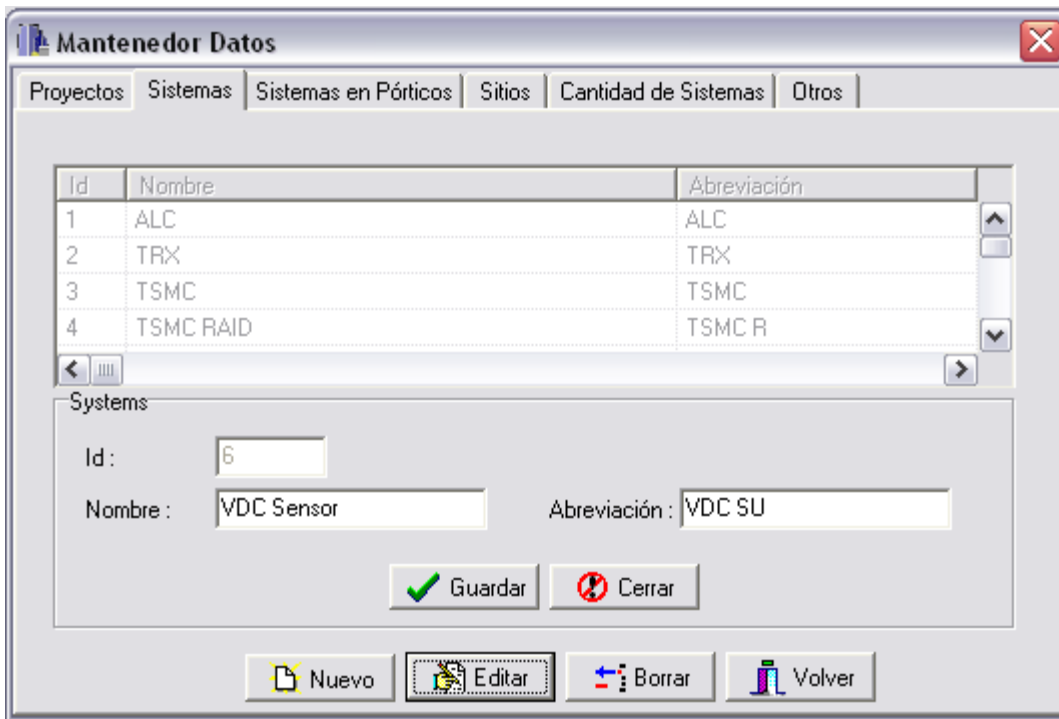 Mantenedor Datos
Proyectos Sistemas Sistemas en Pórticos Sitios Cantidad de Sistemas Otros
Id Nombre Abreviación
1 ALC ALC
2 TRX TRX
3 TSMC TSMC
4 TSMC RAID TSMC R
Systems
Id : 6
Nombre : VDC Sensor Abreviación : VDC SU
Guardar Cerrar
Nuevo Editar Borrar Volver